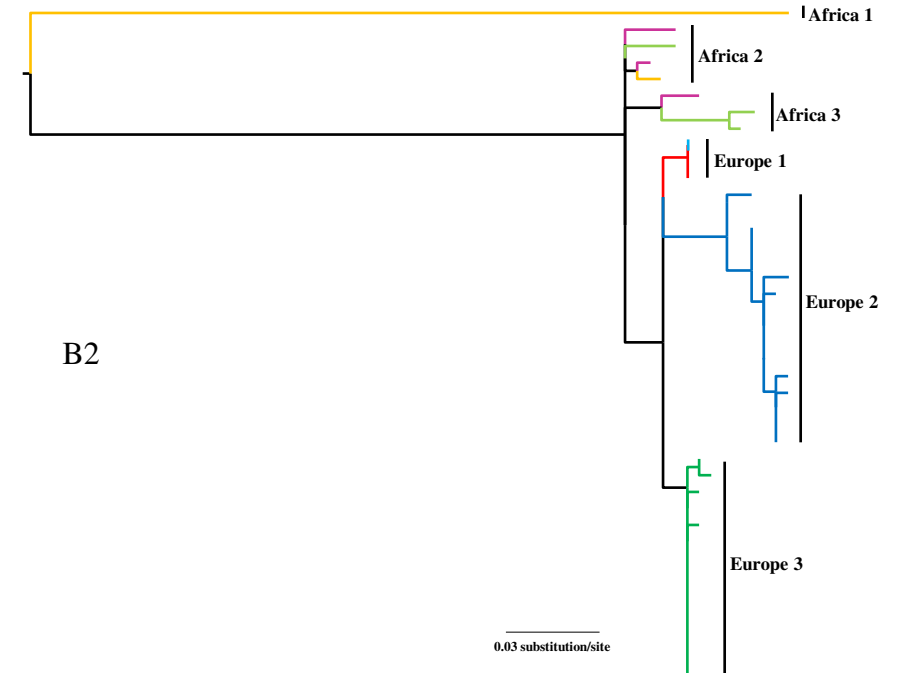 Africa 1
Africa 2
Africa 3
Europe 1
Europe 2
B2
Europe 3
0.03 substitution/site